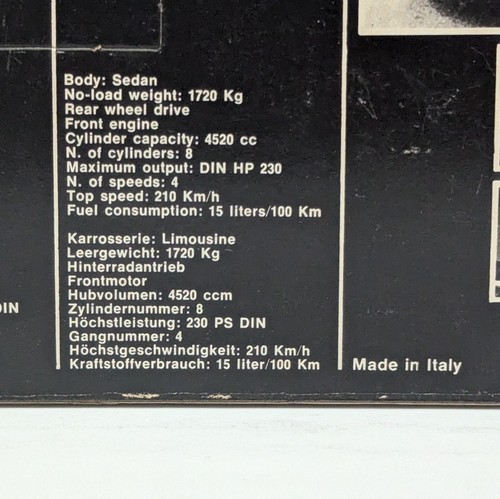 Body: Sedan
No-load weight: 1720 Kg
Rear wheel drive
Front engine
Cylinder capacity: 4520 cc
N. of cylinders: 8
Maximum output: DIN HP 230
N. of speeds: 4
Top speed: 210 Km/h
Fuel consumption: 15 liters/100 Km
Karrosserie: Limousine
Leergewicht: 1720 Kg
Hinterradantrieb
Frontmotor
Hubvolumen: 4520 ccm
Zylindernummer: 8
Höchstleistung: 230 PS DIN
Gangnummer: 4
Höchstgeschwindigkeit: 210 Km/h
Kraftstoffverbrauch: 15 liter/100 Km
DIN
Made in Italy